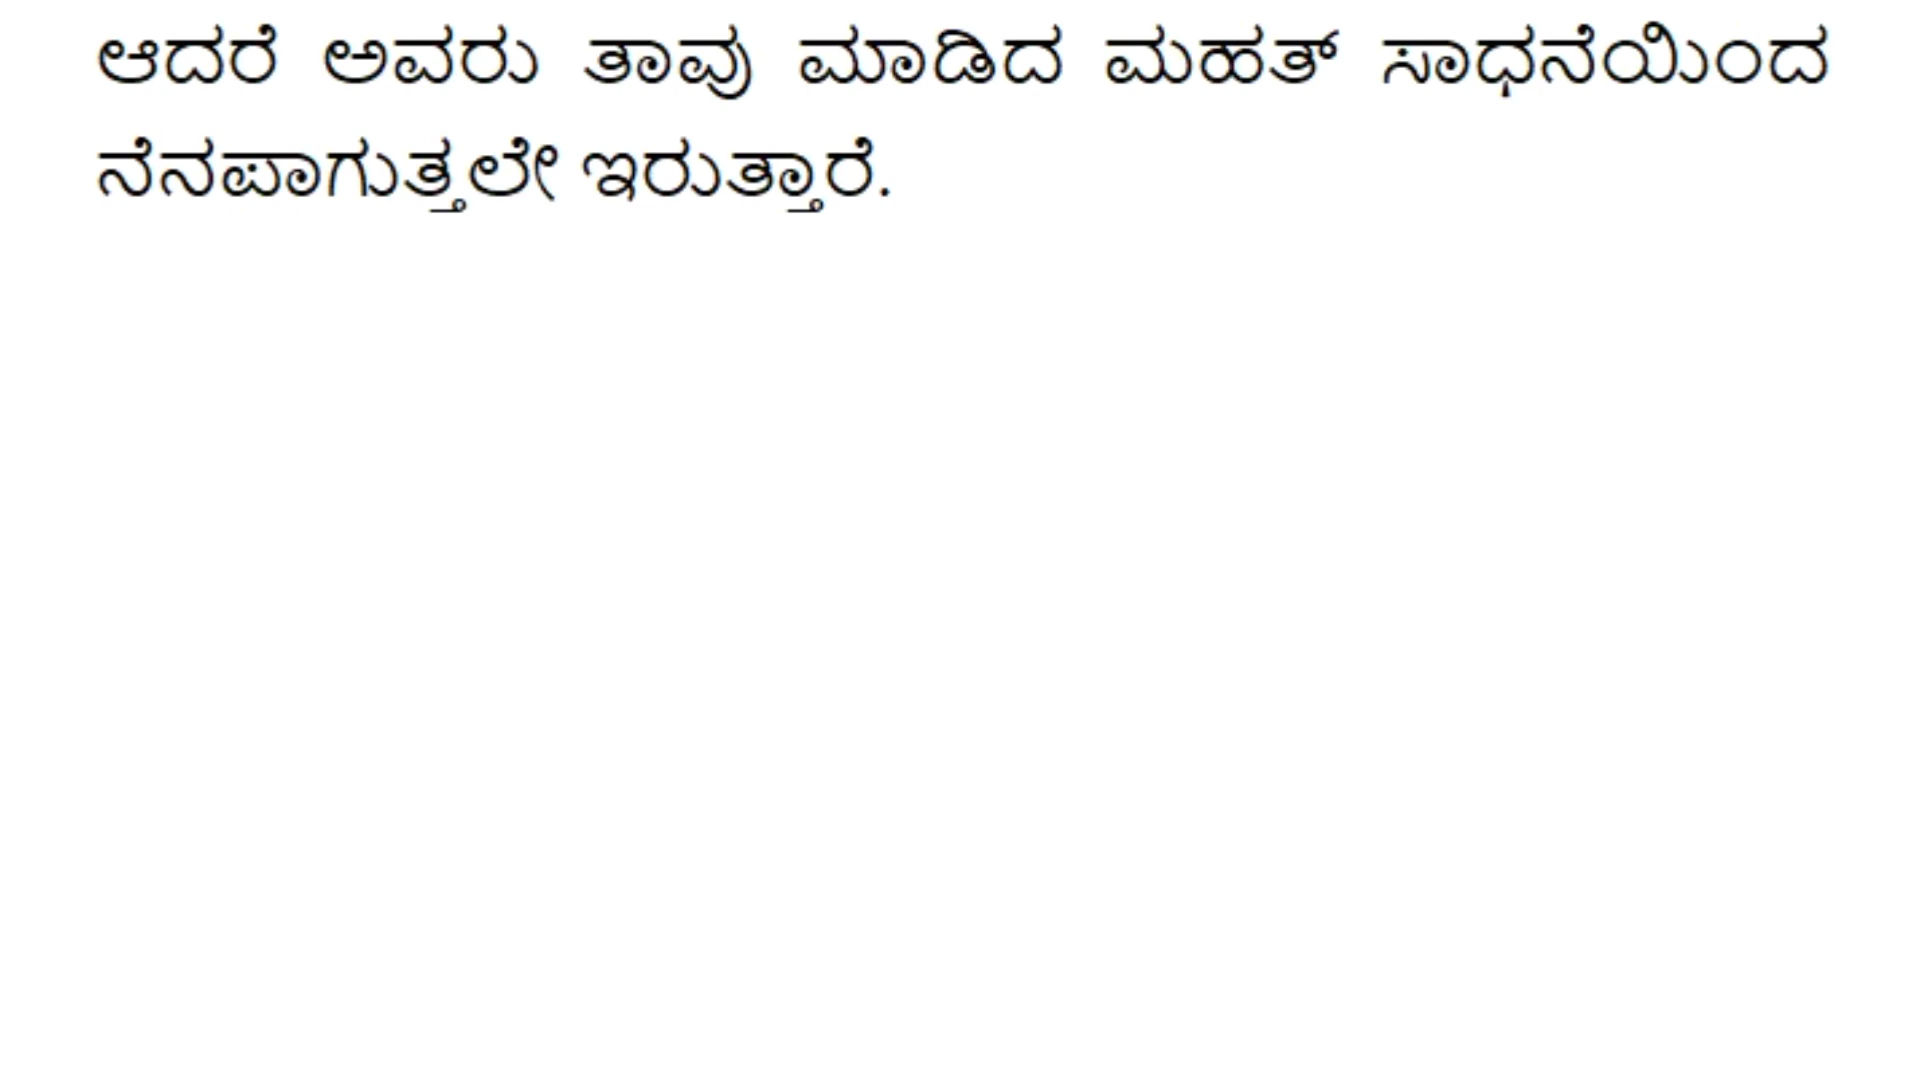 ಆದರೆ ಅವರು ತಾವು ಮಾಡಿದ ಮಹತ್ ಸಾಧನೆಯಿಂದ
ನೆನಪಾಗುತ್ತಲೇ ಇರುತ್ತಾರೆ.